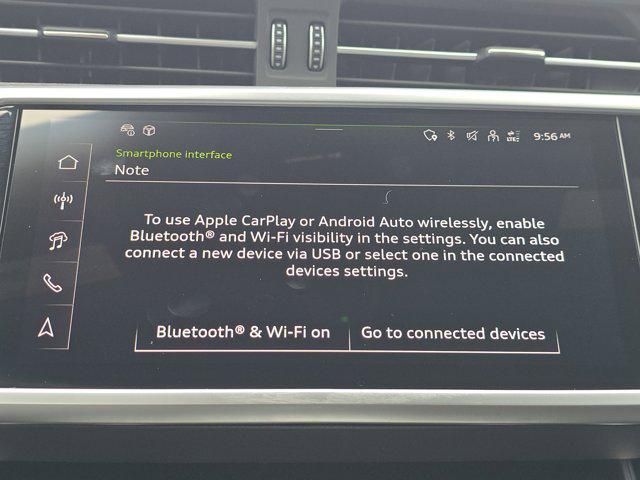 LTE
9:56 AM
Smartphone interface
Note
To use Apple CarPlay or Android Auto wirelessly, enable
Bluetooth® and Wi-Fi visibility in the settings. You can also
connect a new device via USB or select one in the connected
devices settings.
Bluetooth® & Wi-Fi on
Go to connected devices